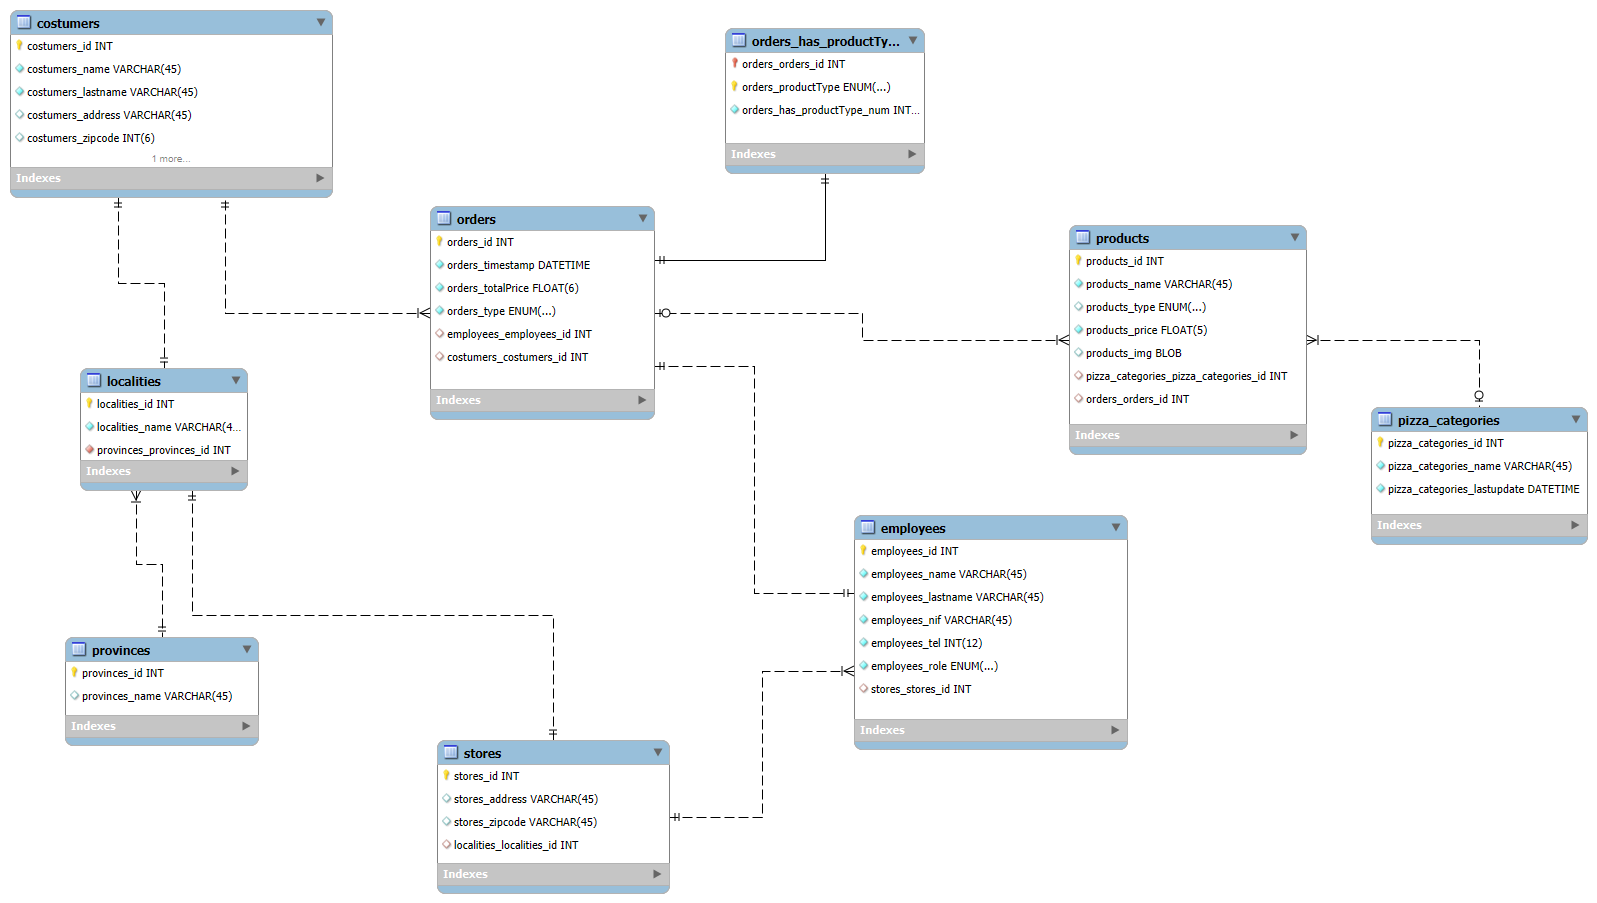 costumers
costumers_id INT
costumers_name VARCHAR(45)
costumers_lastname VARCHAR(45)
costumers_address VARCHAR(45)
costumers_zipcode INT(6)
1 more...
Indexes
orders_has_productTy...
orders_orders_id INT
orders_productType ENUM(...)
orders_has_productType_num INT...
Indexes
orders
orders_id INT
orders_timestamp DATETIME
orders_totalPrice FLOAT(6)
orders_type ENUM(...)
employees_employees_id INT
costumers_costumers_id INT
Indexes
products
products_id INT
products_name VARCHAR(45)
products_type ENUM(...)
products_price FLOAT(5)
products_img BLOB
pizza_categories_pizza_categories_id INT
orders_orders_id INT
Indexes
localities
localities_id INT
localities_name VARCHAR(4...
provinces_provinces_id INT
Indexes
pizza_categories
pizza_categories_id INT
pizza_categories_name VARCHAR(45)
pizza_categories_lastupdate DATETIME
Indexes
employees
employees_id INT
employees_name VARCHAR(45)
employees_lastname VARCHAR(45)
employees_nif VARCHAR(45)
employees_tel INT(12)
employees_role ENUM(...)
stores_stores_id INT
Indexes
provinces
provinces_id INT
provinces_name VARCHAR(45)
Indexes
stores
stores_id INT
stores_address VARCHAR(45)
stores_zipcode VARCHAR(45)
localities_localities_id INT
Indexes